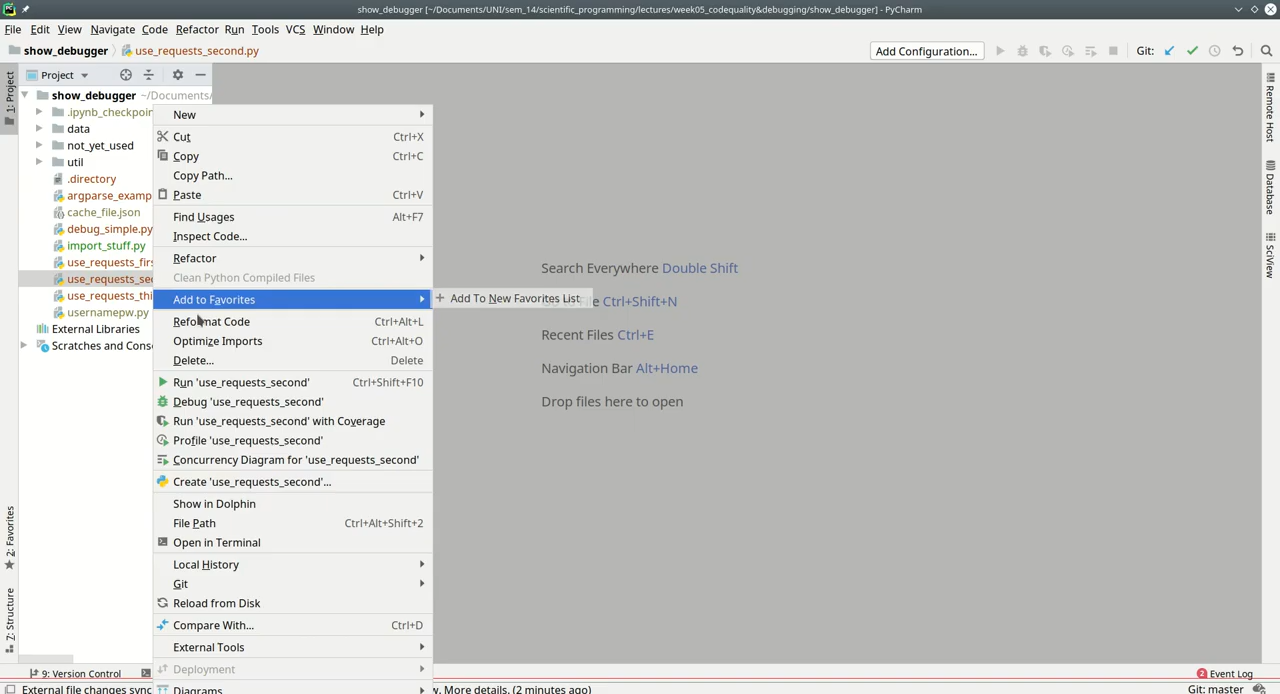 show_debugger [~/Documents/UNI/sem_14/scientific_programming/lectures/week05_codequality&debugging/show_debugger] - PyCharm
File Edit View Navigate Code Refactor Run Tools VCS Window Help
show_debugger use_requests_second.py Add Configuration... Git:
Project
1: Project
show_debugger ~/Documents/
.ipynb_checkpoin
data
not_yet_used
util
.directory
argparse_examp
cache_file.json
debug_simple.py
import_stuff.py
use_requests_firs
use_requests_sec
use_requests_thi
usernamepw.py
External Libraries
Scratches and Conso
New
Cut Ctrl+X
Copy Ctrl+C
Copy Path...
Paste Ctrl+V
Find Usages Alt+F7
Inspect Code...
Refactor
Clean Python Compiled Files
Add to Favorites
Add To New Favorites List
Reformat Code Ctrl+Alt+L
Optimize Imports Ctrl+Alt+O
Delete... Delete
Run 'use_requests_second' Ctrl+Shift+F10
Debug 'use_requests_second'
Run 'use_requests_second' with Coverage
Profile 'use_requests_second'
Concurrency Diagram for 'use_requests_second'
Create 'use_requests_second'...
Show in Dolphin
File Path Ctrl+Alt+Shift+2
Open in Terminal
Local History
Git
Reload from Disk
Compare With... Ctrl+D
External Tools
Deployment
Diagrams
Search Everywhere Double Shift
File Ctrl+Shift+N
Recent Files Ctrl+E
Navigation Bar Alt+Home
Drop files here to open
Remote Host
Database
SciView
2: Favorites
7: Structure
9: Version Control
2 Event Log
External file changes sync
w. More details. (2 minutes ago)
Git: master